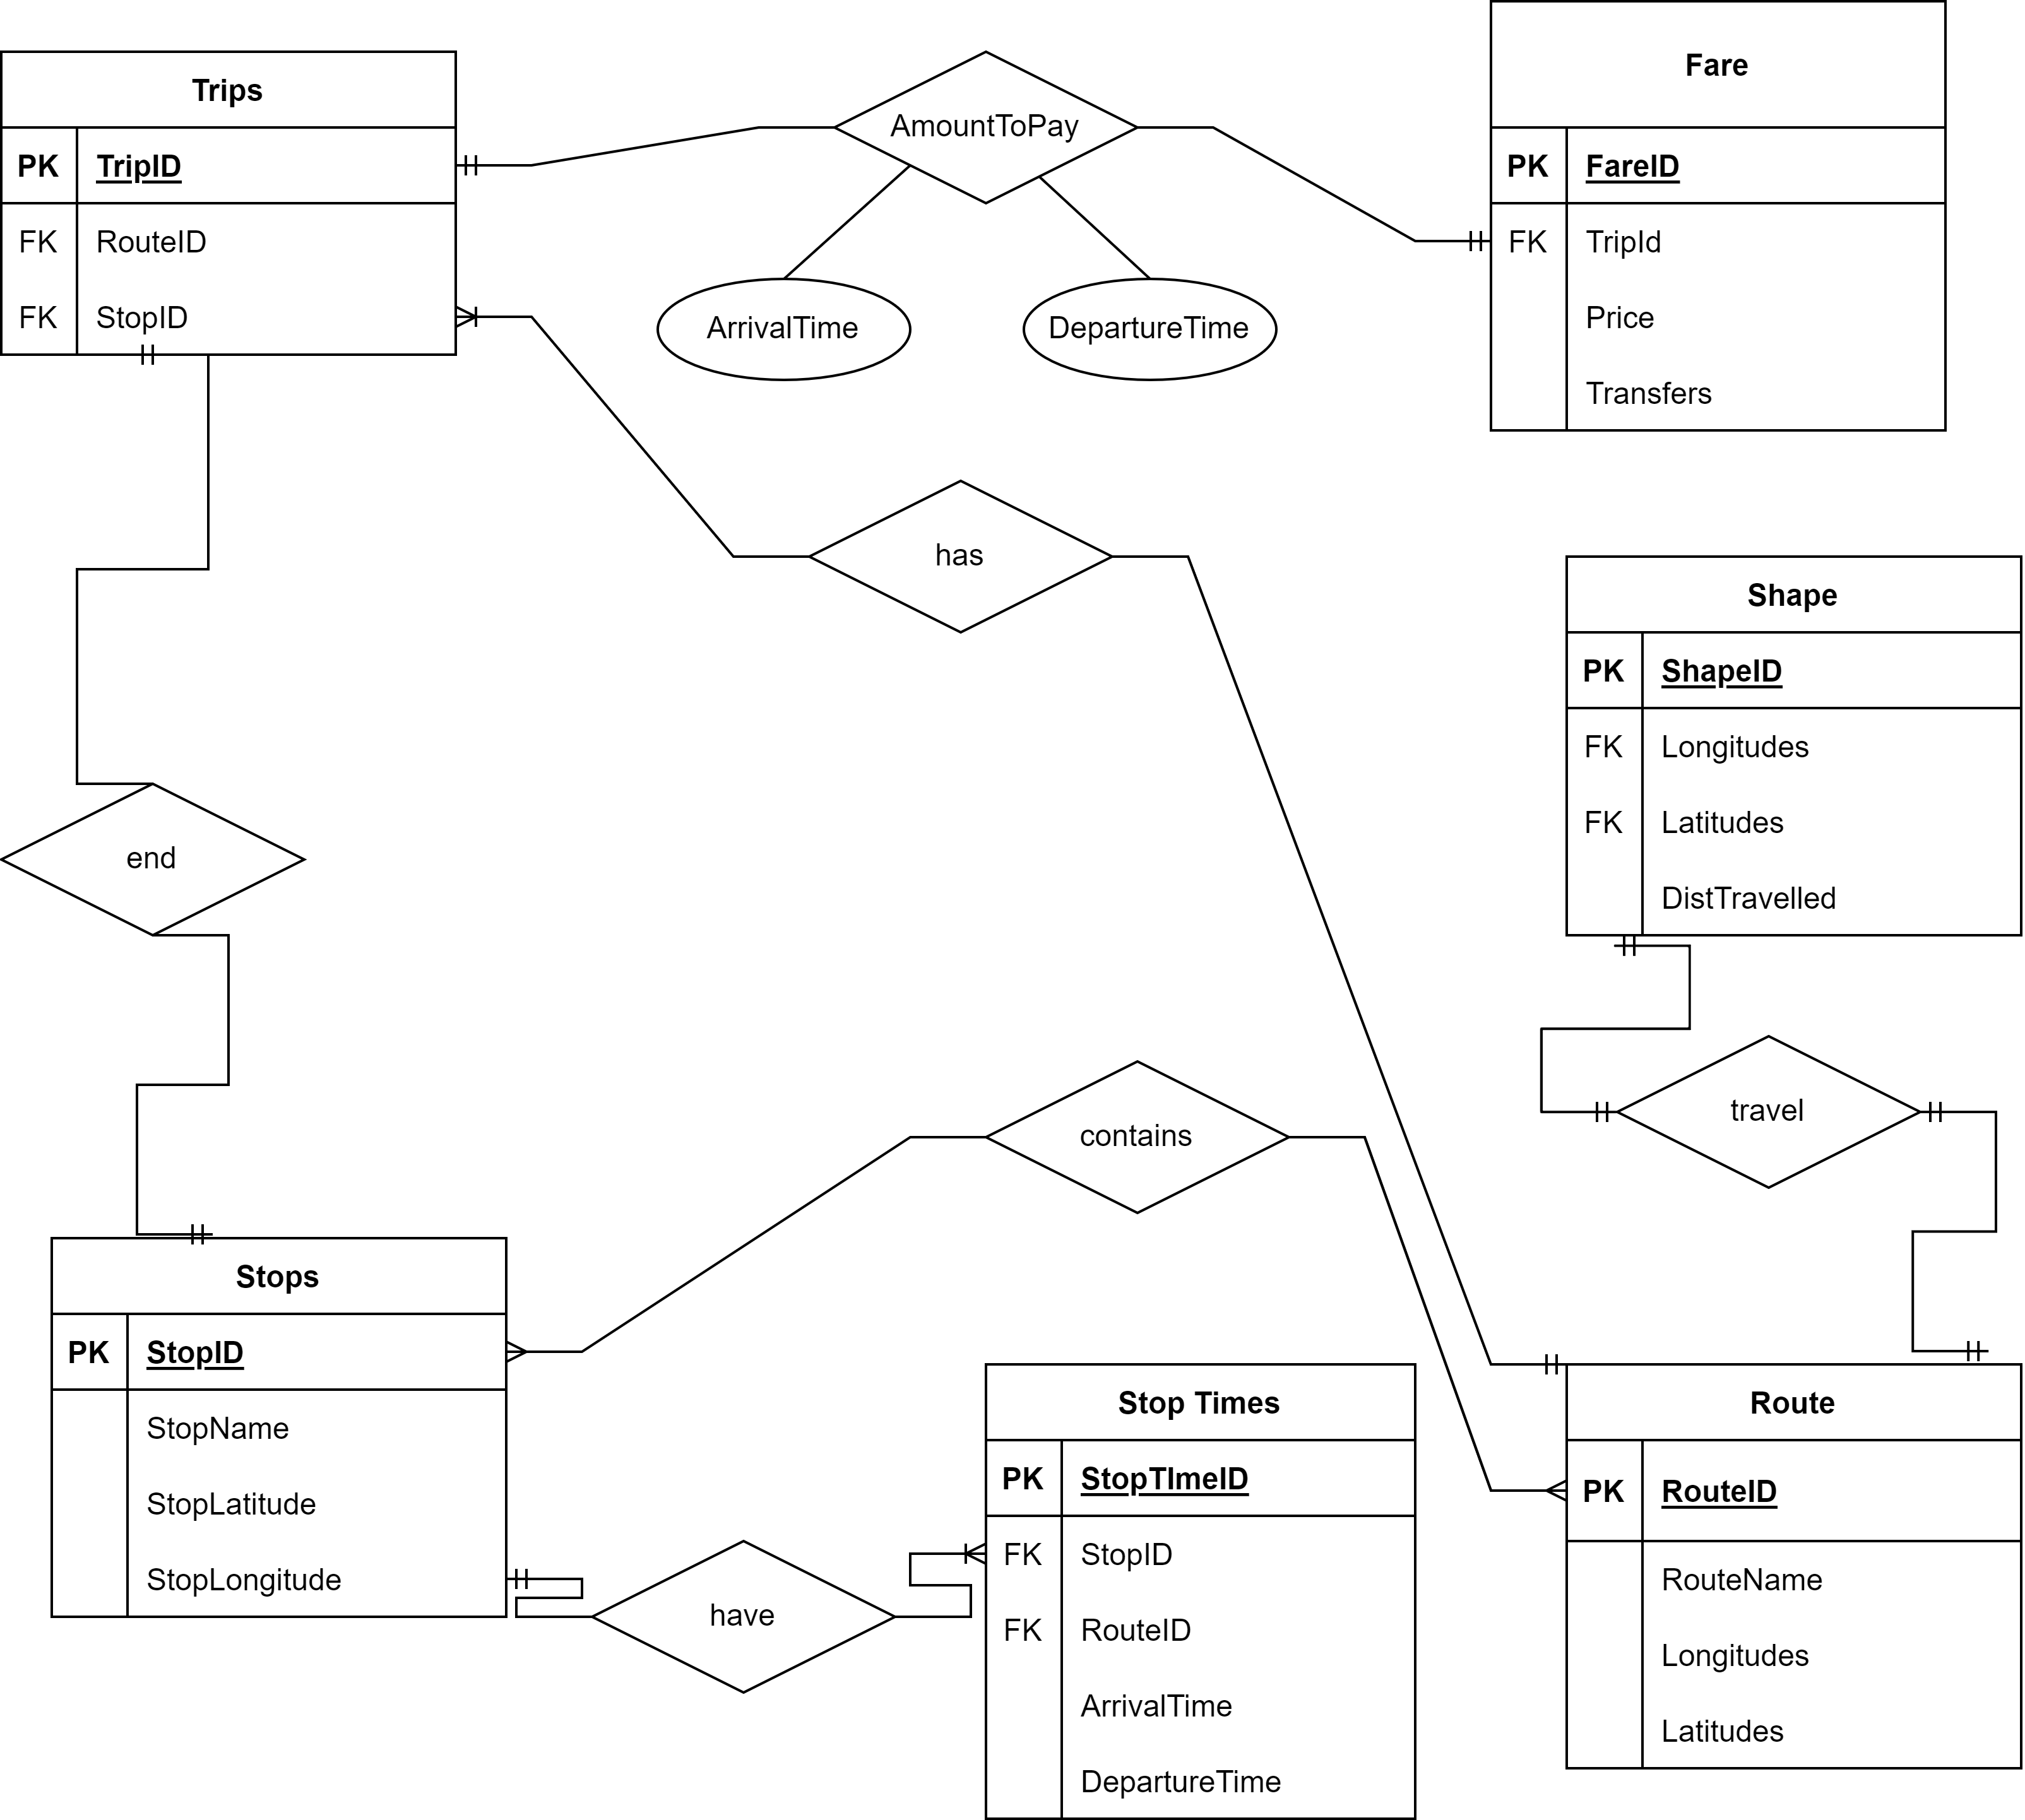 Trips
PK TripID
FK RouteID
FK StopID
AmountToPay
ArrivalTime
DepartureTime
Fare
PK FareID
FK TripId
Price
Transfers
has
Shape
PK ShapeID
FK Longitudes
FK Latitudes
DistTravelled
end
travel
contains
Stops
PK StopID
StopName
StopLatitude
StopLongitude
have
Stop Times
PK StopTImeID
FK StopID
FK RouteID
ArrivalTime
DepartureTime
Route
PK RouteID
RouteName
Longitudes
Latitudes